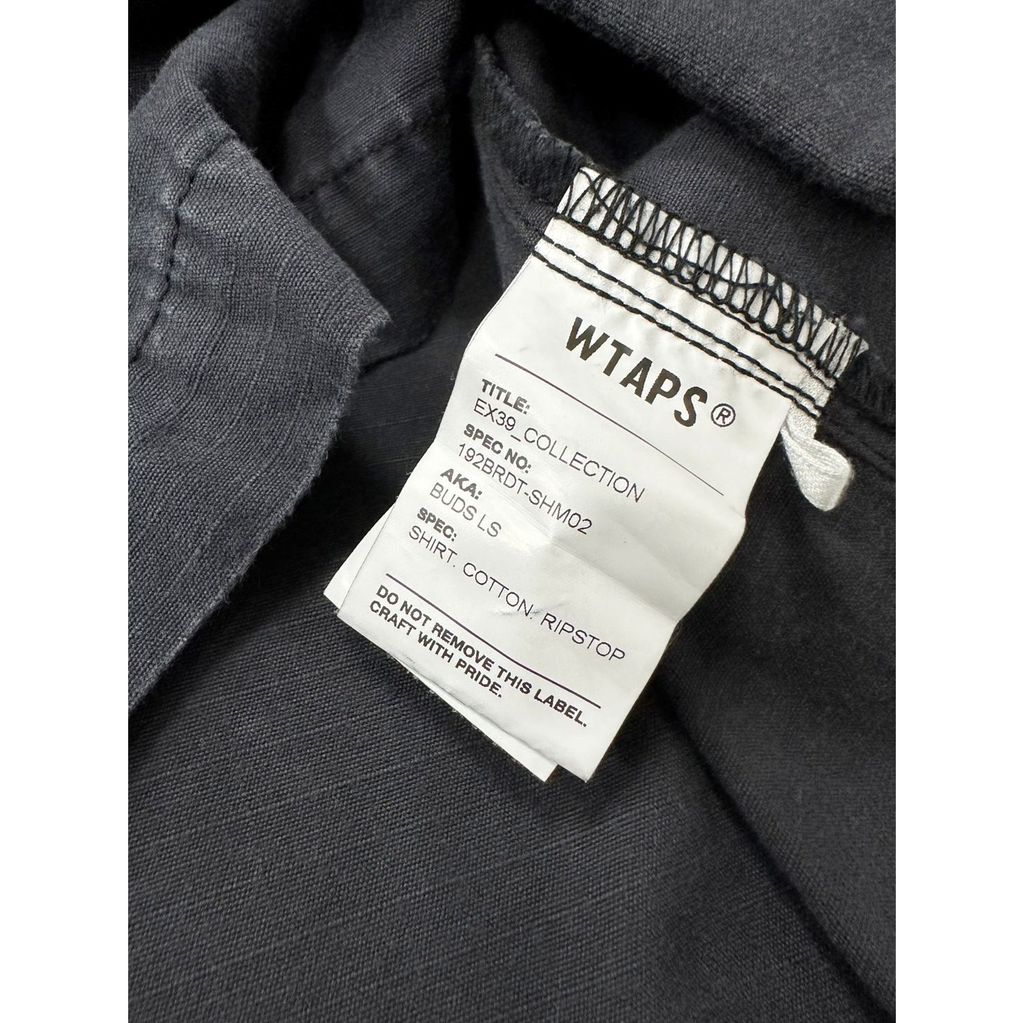 WTAPS®
TITLE:
EX39_COLLECTION
SPEC NO:
192BRDT-SHM02
AKA:
BUDS LS
SPEC:
SHIRT. COTTON. RIPSTOP
DO NOT REMOVE THIS LABEL.
CRAFT WITH PRIDE.